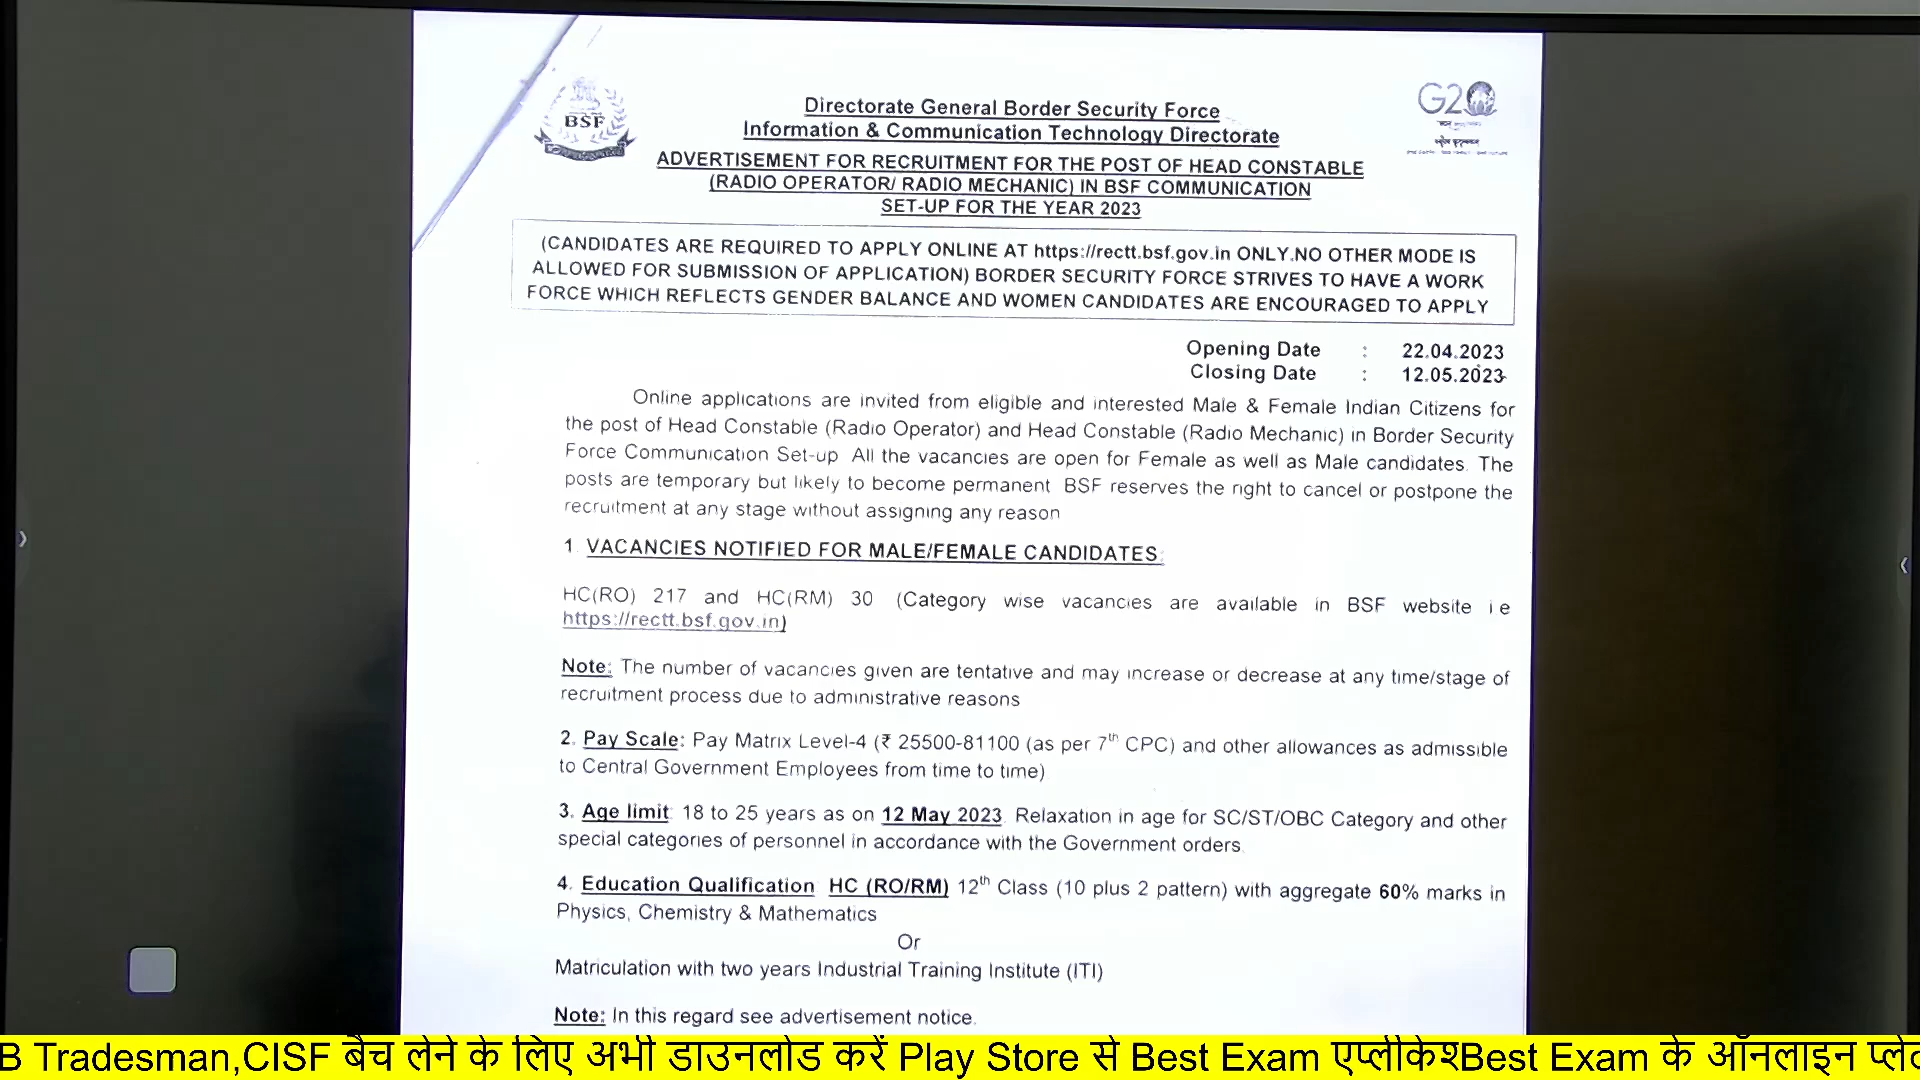 BSF
G20
Directorate General Border Security Force
Information & Communication Technology Directorate
ADVERTISEMENT FOR RECRUITMENT FOR THE POST OF HEAD CONSTABLE
(RADIO OPERATOR/ RADIO MECHANIC) IN BSF COMMUNICATION
SET-UP FOR THE YEAR 2023
(CANDIDATES ARE REQUIRED TO APPLY ONLINE AT https://rectt.bsf.gov.in ONLY.NO OTHER MODE IS
ALLOWED FOR SUBMISSION OF APPLICATION) BORDER SECURITY FORCE STRIVES TO HAVE A WORK
FORCE WHICH REFLECTS GENDER BALANCE AND WOMEN CANDIDATES ARE ENCOURAGED TO APPLY
Opening Date : 22.04.2023
Closing Date : 12.05.2023
Online applications are invited from eligible and interested Male & Female Indian Citizens for
the post of Head Constable (Radio Operator) and Head Constable (Radio Mechanic) in Border Security
Force Communication Set-up All the vacancies are open for Female as well as Male candidates. The
posts are temporary but likely to become permanent BSF reserves the right to cancel or postpone the
recruitment at any stage without assigning any reason
1. VACANCIES NOTIFIED FOR MALE/FEMALE CANDIDATES:
HC(RO) 217 and HC(RM) 30 (Category wise vacancies are available in BSF website i e
https://rectt.bsf.gov.in)
Note: The number of vacancies given are tentative and may increase or decrease at any time/stage of
recruitment process due to administrative reasons
2. Pay Scale: Pay Matrix Level-4 (₹ 25500-81100 (as per 7th CPC) and other allowances as admissible
to Central Government Employees from time to time)
3. Age limit: 18 to 25 years as on 12 May 2023. Relaxation in age for SC/ST/OBC Category and other
special categories of personnel in accordance with the Government orders.
4. Education Qualification HC (RO/RM) 12th Class (10 plus 2 pattern) with aggregate 60% marks in
Physics, Chemistry & Mathematics
Or
Matriculation with two years Industrial Training Institute (ITI)
Note: In this regard see advertisement notice.
B Tradesman,CISF बैच लेने के लिए अभी डाउनलोड करें Play Store से Best Exam एप्लीकेश Best Exam के ऑनलाइन प्ले